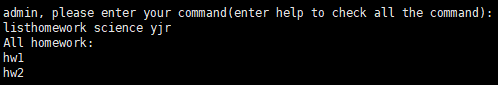 admin, please enter your command(enter help to check all the command):
listhomework science yjr
All homework:
hw1
hw2